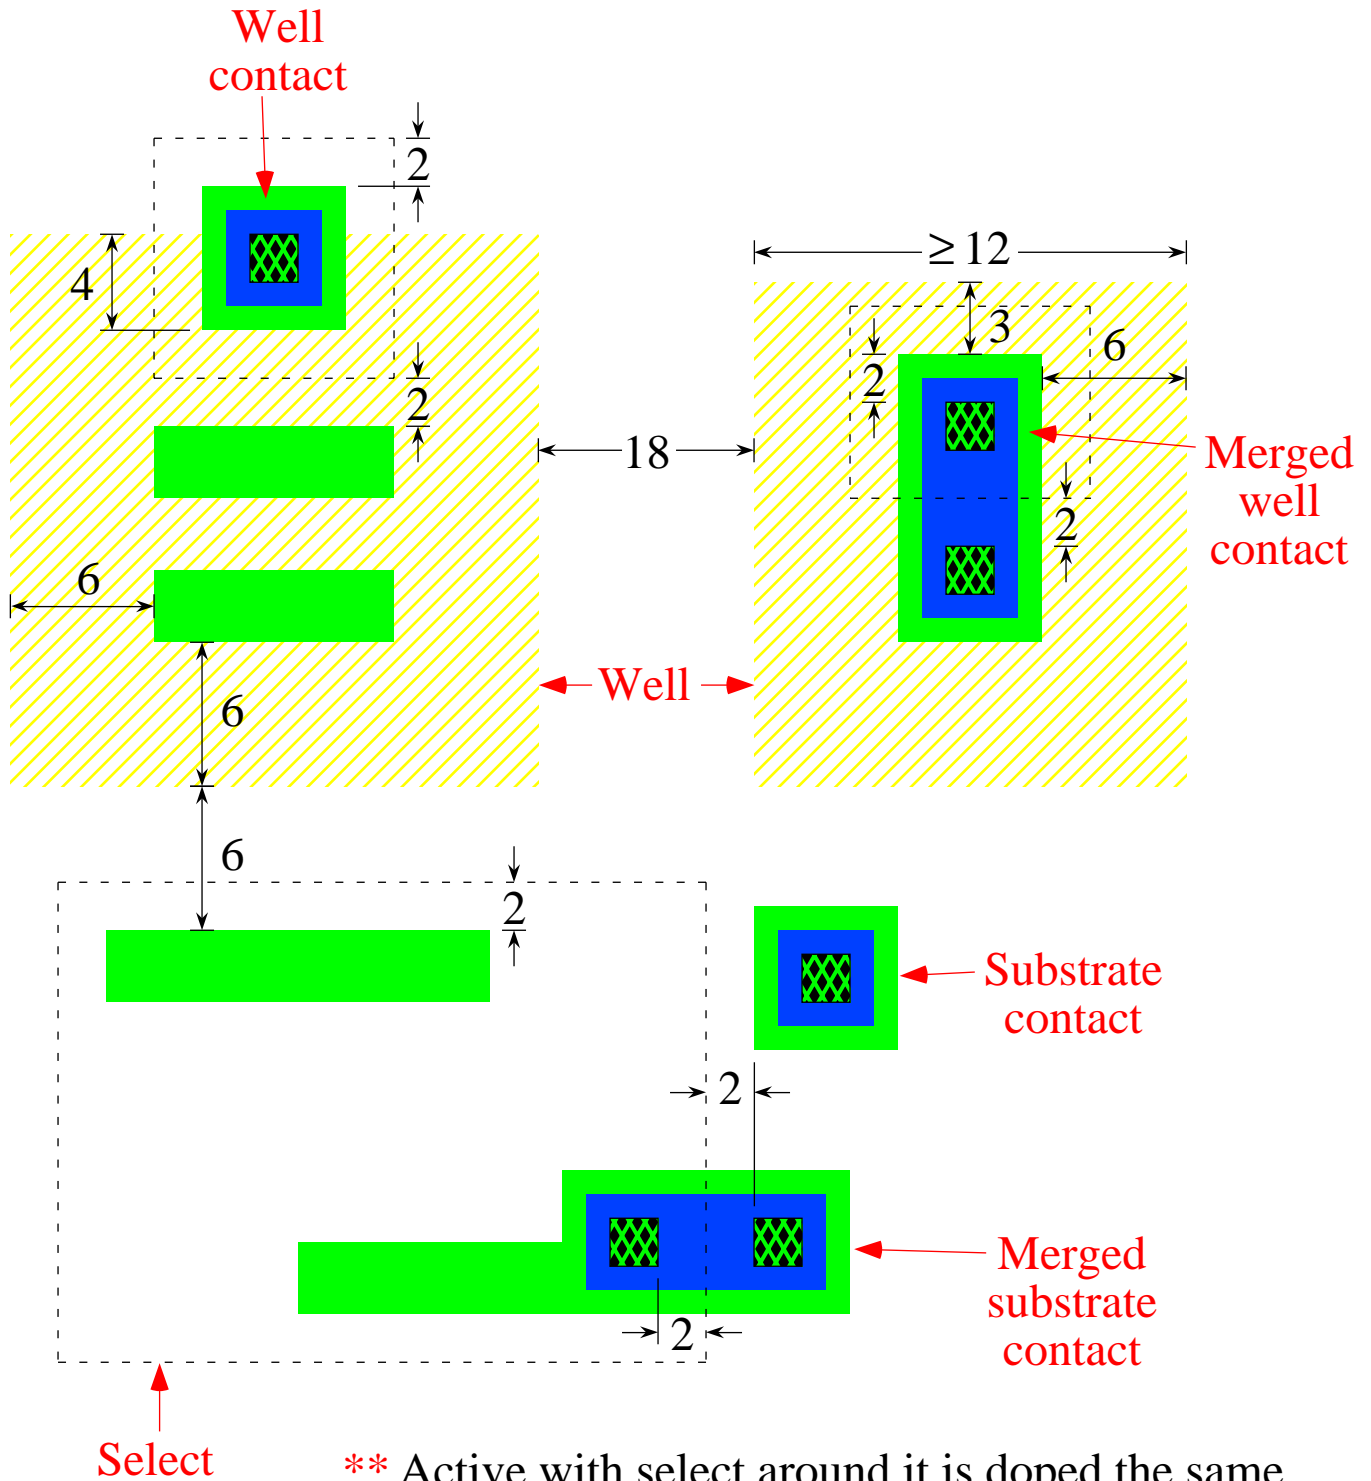 Well
contact
2
4
2
≥ 12
3
6
2
18
Merged
well
contact
2
6
Well
6
6
2
Substrate
contact
2
Merged
substrate
contact
2
Select
** Active with select around it is doped the same